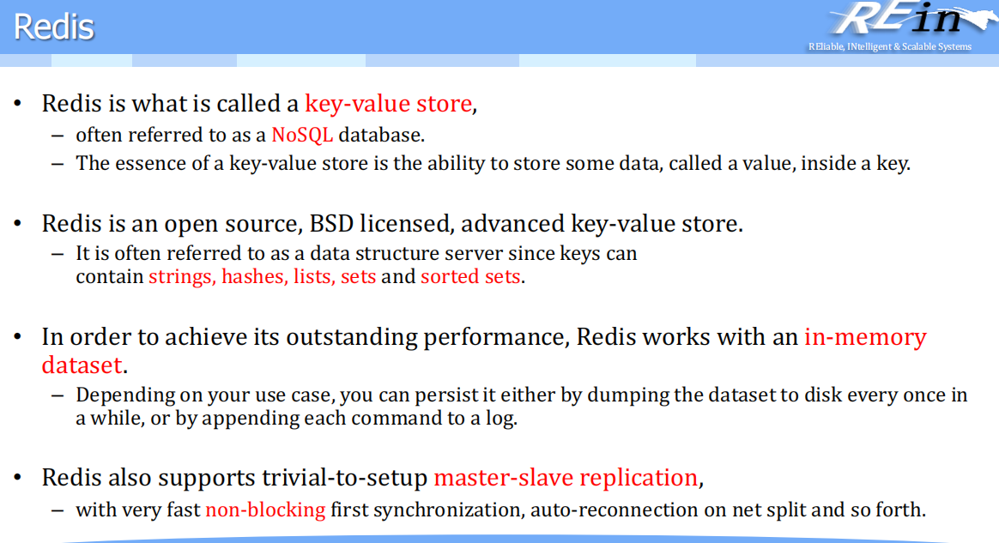 Redis
REin
REliable, INtelligent & Scalable Systems
• Redis is what is called a key-value store,
– often referred to as a NoSQL database.
– The essence of a key-value store is the ability to store some data, called a value, inside a key.
• Redis is an open source, BSD licensed, advanced key-value store.
– It is often referred to as a data structure server since keys can
contain strings, hashes, lists, sets and sorted sets.
• In order to achieve its outstanding performance, Redis works with an in-memory
dataset.
– Depending on your use case, you can persist it either by dumping the dataset to disk every once in
a while, or by appending each command to a log.
• Redis also supports trivial-to-setup master-slave replication,
– with very fast non-blocking first synchronization, auto-reconnection on net split and so forth.